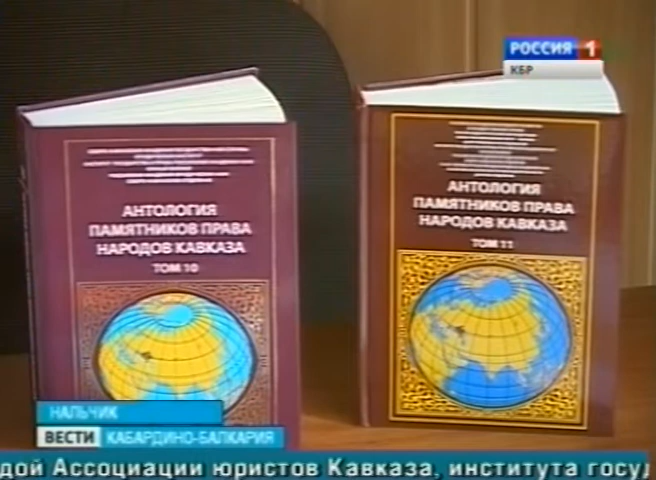 РОССИЯ 1
КБР
АНТОЛОГИЯ
ПАМЯТНИКОВ ПРАВА
НАРОДОВ КАВКАЗА
ТОМ 10
АНТОЛОГИЯ
ПАМЯТНИКОВ ПРАВА
НАРОДОВ КАВКАЗА
ТОМ 11
НАЛЬЧИК
ВЕСТИ КАБАРДИНО-БАЛКАРИЯ
дой Ассоциации юристов Кавказа, института госуд